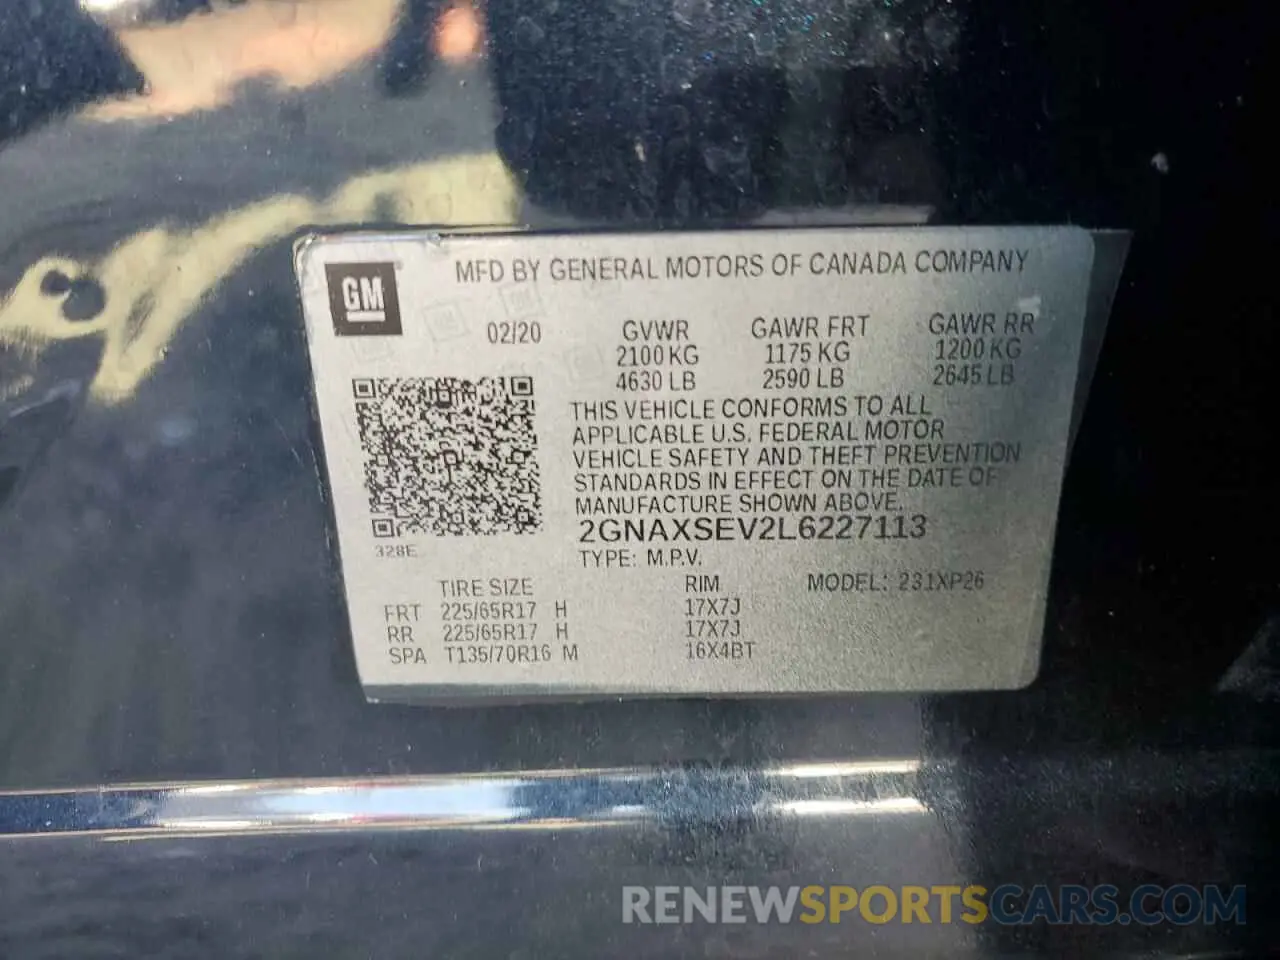 MFD BY GENERAL MOTORS OF CANADA COMPANY
GM
02/20 GVWR GAWR FRT GAWR RR
2100 KG 1175 KG 1200 KG
4630 LB 2590 LB 2645 LB
THIS VEHICLE CONFORMS TO ALL
APPLICABLE U.S. FEDERAL MOTOR
VEHICLE SAFETY AND THEFT PREVENTION
STANDARDS IN EFFECT ON THE DATE OF
MANUFACTURE SHOWN ABOVE.
2GNAXSEV2L6227113
328E
TYPE: M.P.V.
TIRE SIZE RIM MODEL: 231XP26
FRT 225/65R17 H 17X7J
RR 225/65R17 H 17X7J
SPA T135/70R16 M 16X4BT
RENEWSPORTSCARS.COM